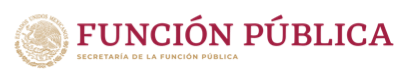 FUNCIÓN PÚBLICA
SECRETARÍA DE LA FUNCIÓN PÚBLICA